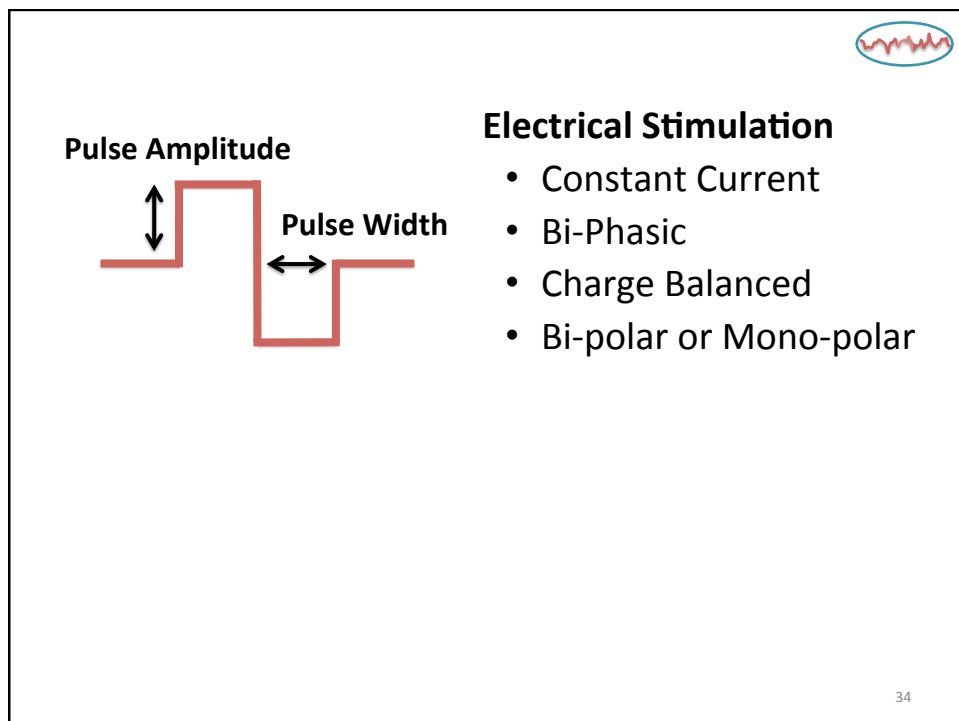 Pulse Amplitude
Pulse Width
Electrical Stimulation
• Constant Current
• Bi-Phasic
• Charge Balanced
• Bi-polar or Mono-polar
34